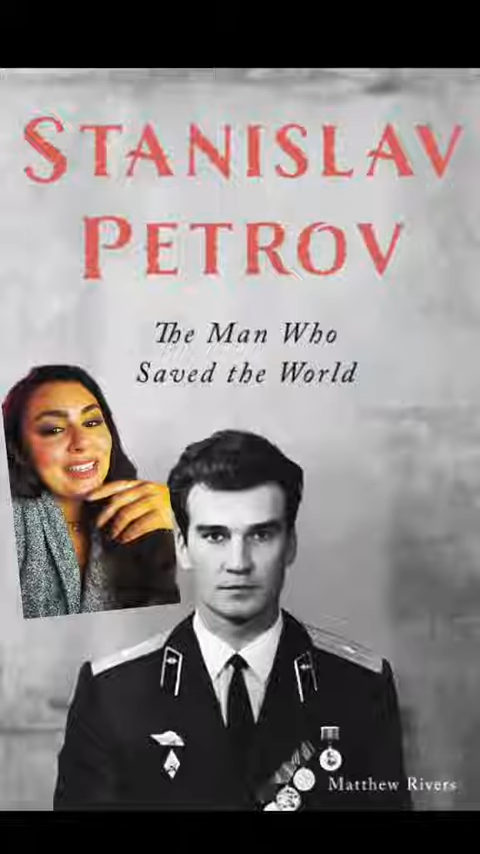 STANISLAV
PETROV
The Man Who
Saved the World
Matthew Rivers